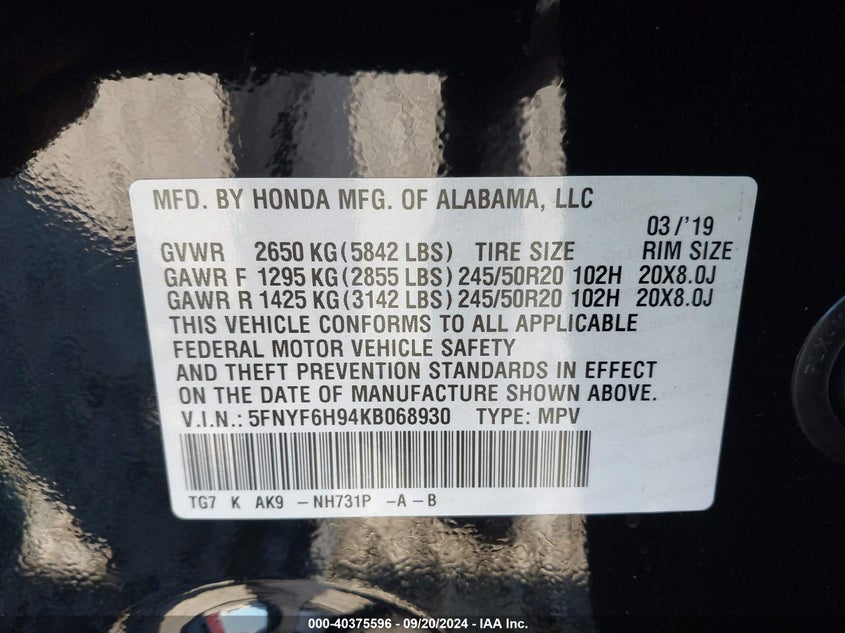 MFD. BY HONDA MFG. OF ALABAMA, LLC
03/'19
GVWR 2650 KG(5842 LBS) TIRE SIZE RIM SIZE
GAWR F 1295 KG(2855 LBS) 245/50R20 102H 20X8.0J
GAWR R 1425 KG(3142 LBS) 245/50R20 102H 20X8.0J
THIS VEHICLE CONFORMS TO ALL APPLICABLE
FEDERAL MOTOR VEHICLE SAFETY
AND THEFT PREVENTION STANDARDS IN EFFECT
ON THE DATE OF MANUFACTURE SHOWN ABOVE.
V.I.N.: 5FNYF6H94KB068930 TYPE: MPV
TG7 K AK9 -NH731P -A-B
000-40375596 - 09/20/2024 - IAA Inc.